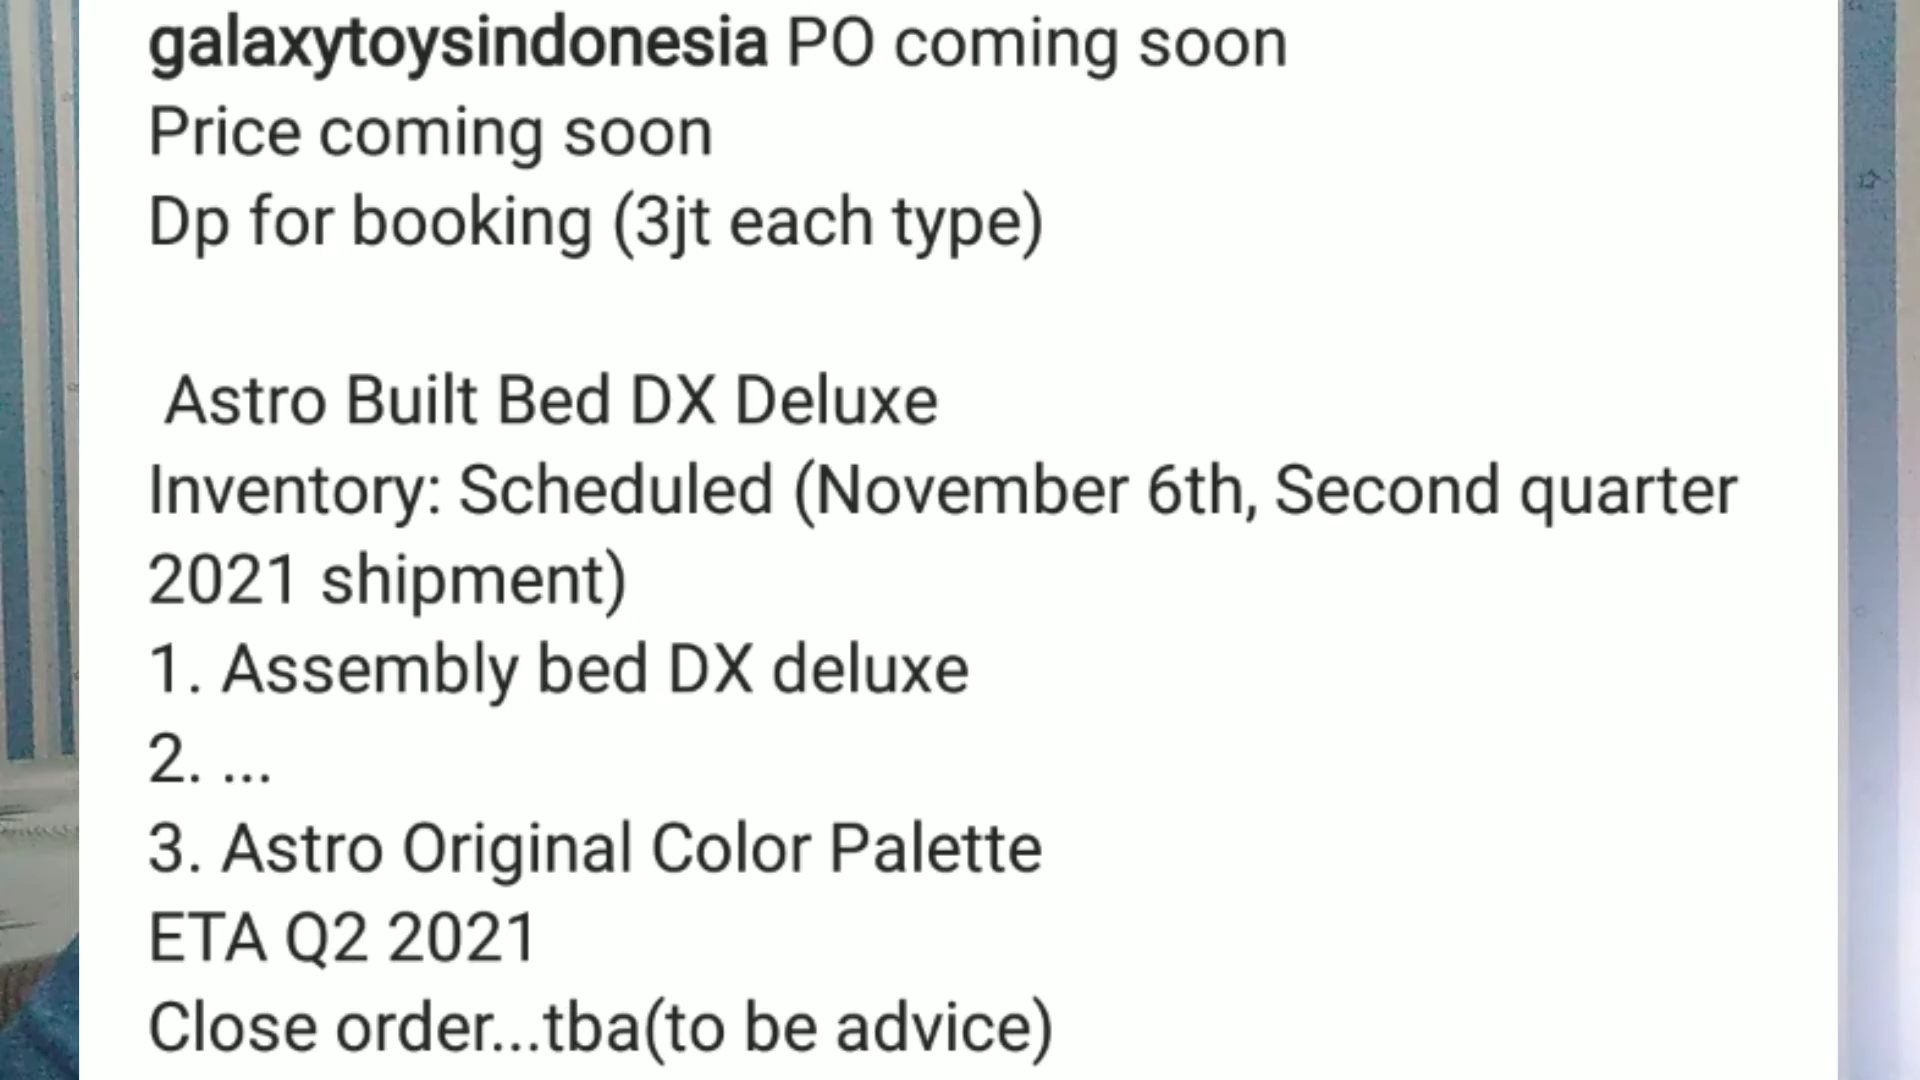 galaxytoysindonesia PO coming soon
Price coming soon
Dp for booking (3jt each type)
Astro Built Bed DX Deluxe
Inventory: Scheduled (November 6th, Second quarter
2021 shipment)
1. Assembly bed DX deluxe
2. ...
3. Astro Original Color Palette
ETA Q2 2021
Close order...tba(to be advice)